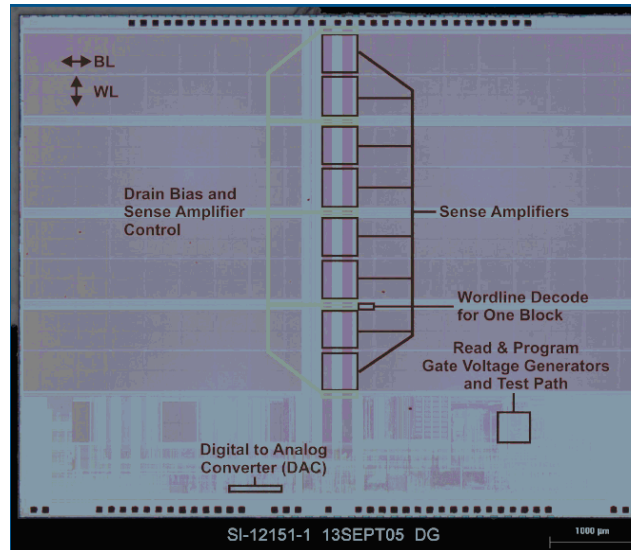 BL
WL
Drain Bias and
Sense Amplifier
Control
Sense Amplifiers
Wordline Decode
for One Block
Read & Program
Gate Voltage Generators
and Test Path
Digital to Analog
Converter (DAC)
SI-12151-1 13SEPT05 DG
1000 µm